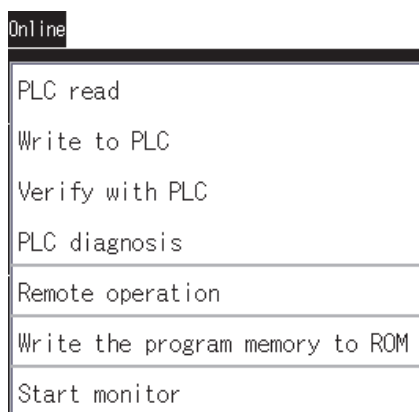 Online
PLC read
Write to PLC
Verify with PLC
PLC diagnosis
Remote operation
Write the program memory to ROM
Start monitor